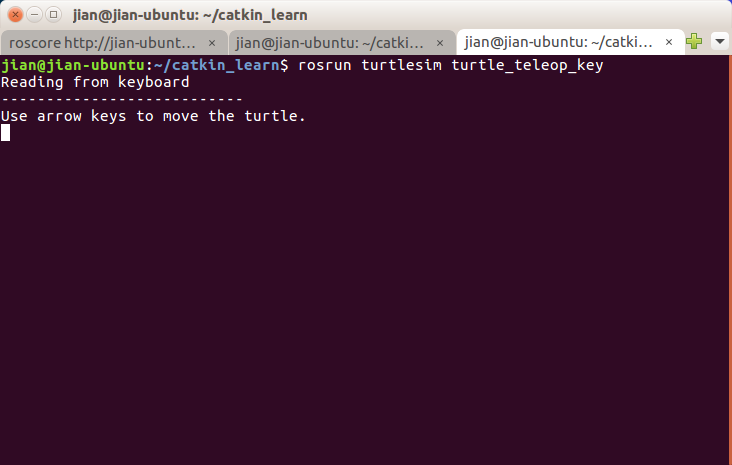 jian@jian-ubuntu: ~/catkin_learn
roscore http://jian-ubunt… × jian@jian-ubuntu: ~/catki… × jian@jian-ubuntu: ~/catki… ×
jian@jian-ubuntu:~/catkin_learn$ rosrun turtlesim turtle_teleop_key
Reading from keyboard
---------------------------
Use arrow keys to move the turtle.